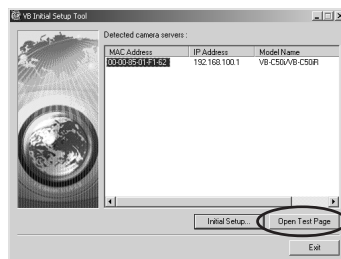 VB Initial Setup Tool
Detected camera servers :
MAC Address IP Address Model Name
00-00-85-01-F1-62 192.168.100.1 VB-C50i/VB-C50iR
Initial Setup... Open Test Page
Exit